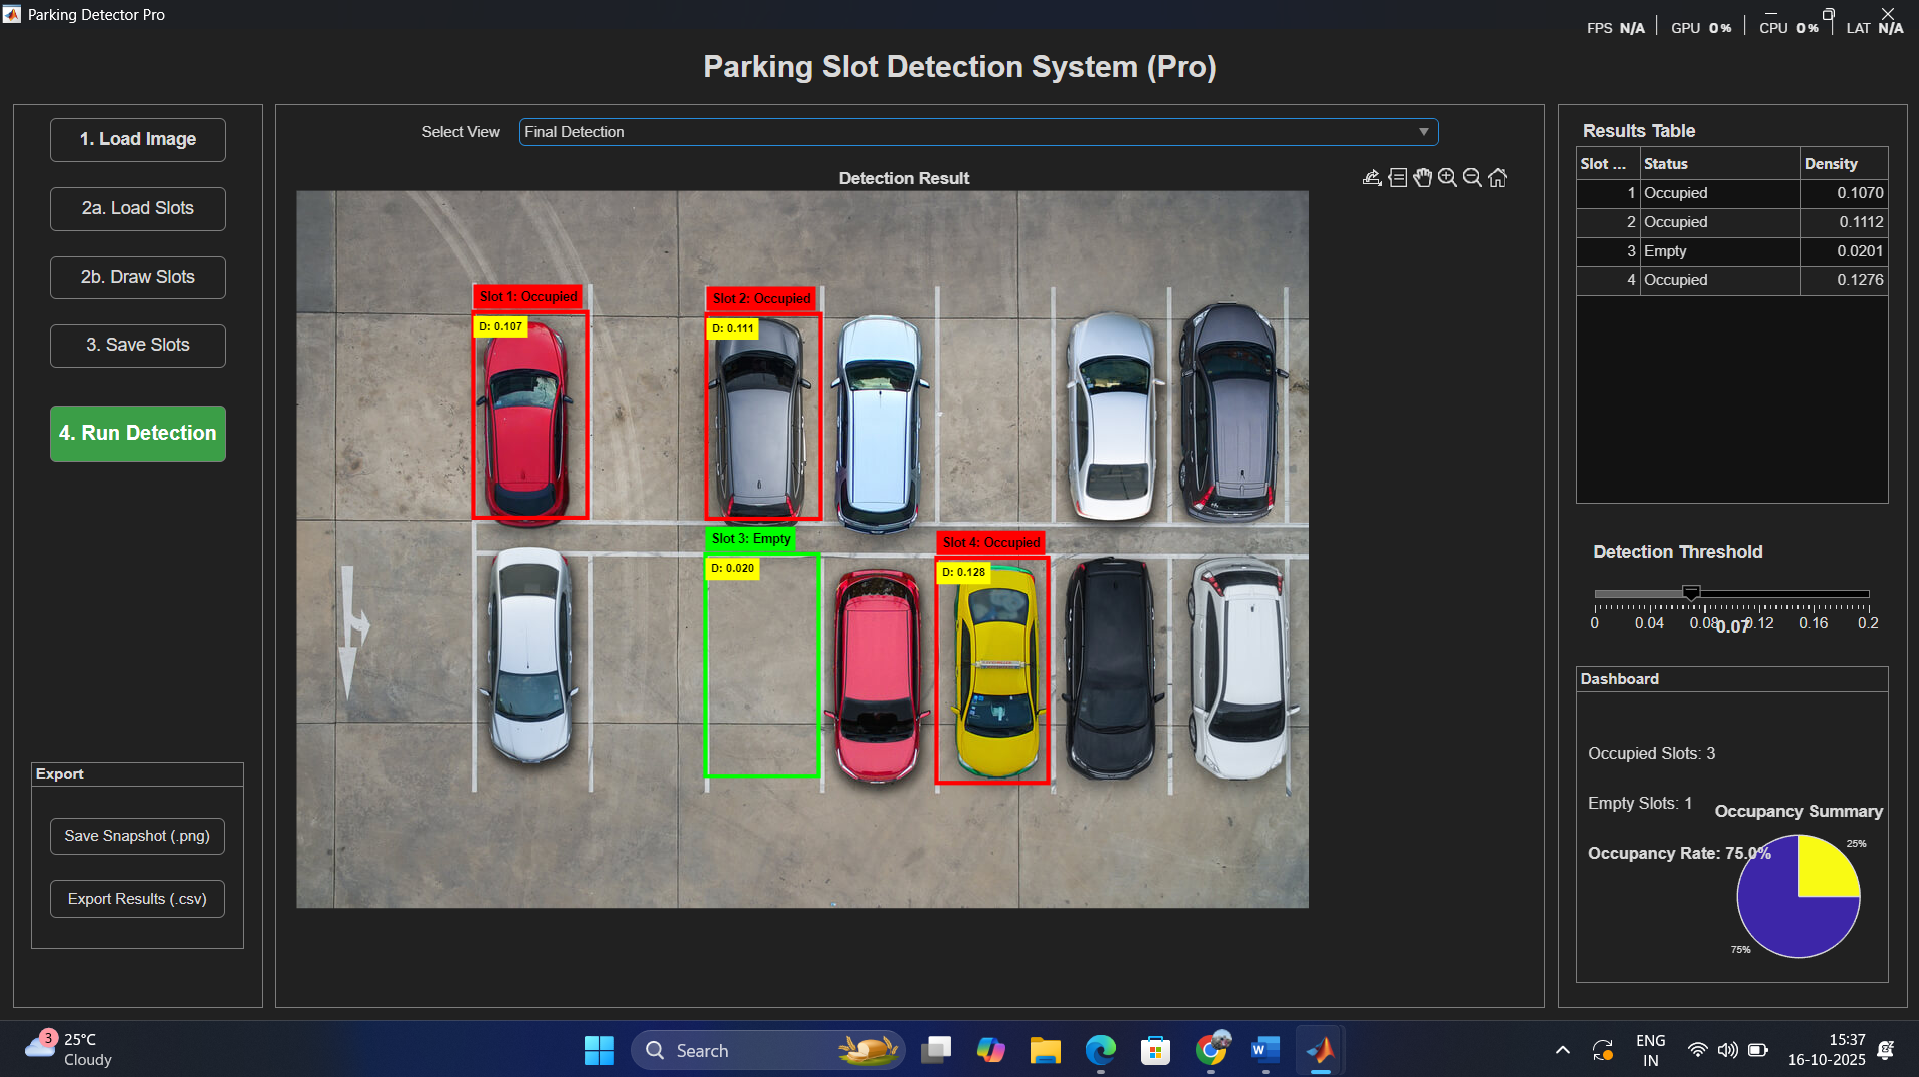 Parking Detector Pro
FPS N/A GPU 0% CPU 0% LAT N/A
Parking Slot Detection System (Pro)
1. Load Image
2a. Load Slots
2b. Draw Slots
3. Save Slots
4. Run Detection
Export
Save Snapshot (.png)
Export Results (.csv)
Select View Final Detection
Detection Result
Slot 1: Occupied
D: 0.107
Slot 2: Occupied
D: 0.111
Slot 3: Empty
D: 0.020
Slot 4: Occupied
D: 0.128
Results Table
Slot ... Status Density
1 Occupied 0.1070
2 Occupied 0.1112
3 Empty 0.0201
4 Occupied 0.1276
Detection Threshold
0 0.04 0.08 0.12 0.16 0.2
0.07
Dashboard
Occupied Slots: 3
Empty Slots: 1
Occupancy Rate: 75.0%
Occupancy Summary
25%
75%
3
25°C
Cloudy
Search
W
ENG
IN
15:37
16-10-2025